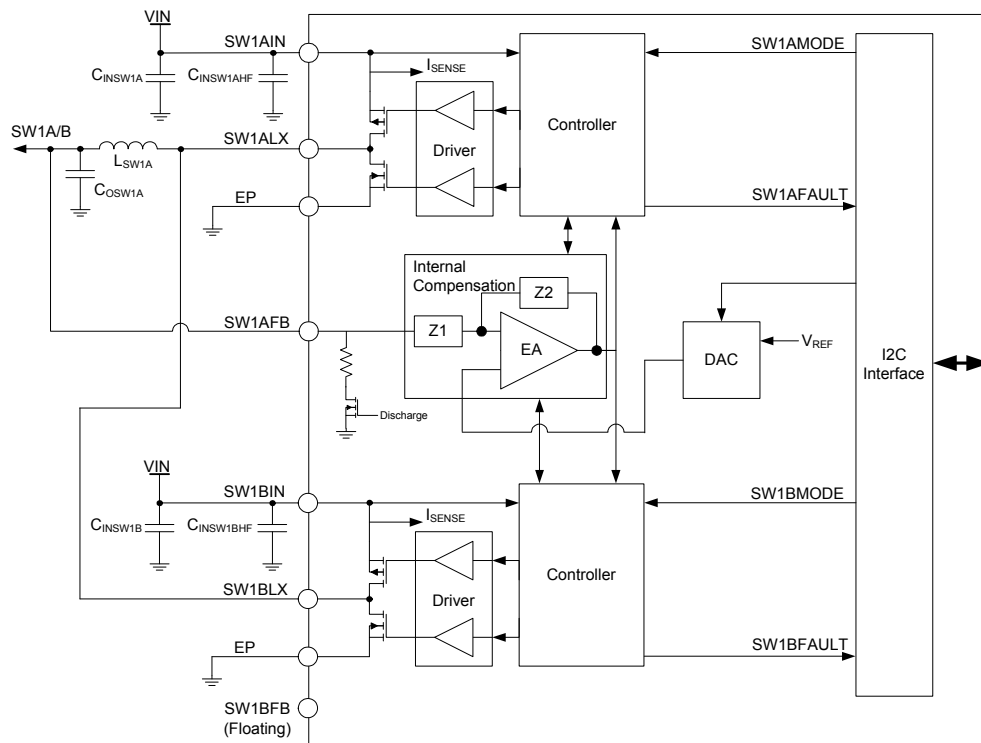 VIN
SW1AIN
SW1AMODE
CINSW1A
CINSW1AHF
ISENSE
Controller
SW1A/B
LSW1A
SW1ALX
Driver
COSW1A
EP
SW1AFAULT
Internal
Compensation
Z2
SW1AFB
Z1
EA
VREF
DAC
I2C
Interface
Discharge
VIN
SW1BIN
SW1BMODE
CINSW1B
CINSW1BHF
ISENSE
Controller
SW1BLX
Driver
EP
SW1BFAULT
SW1BFB
(Floating)